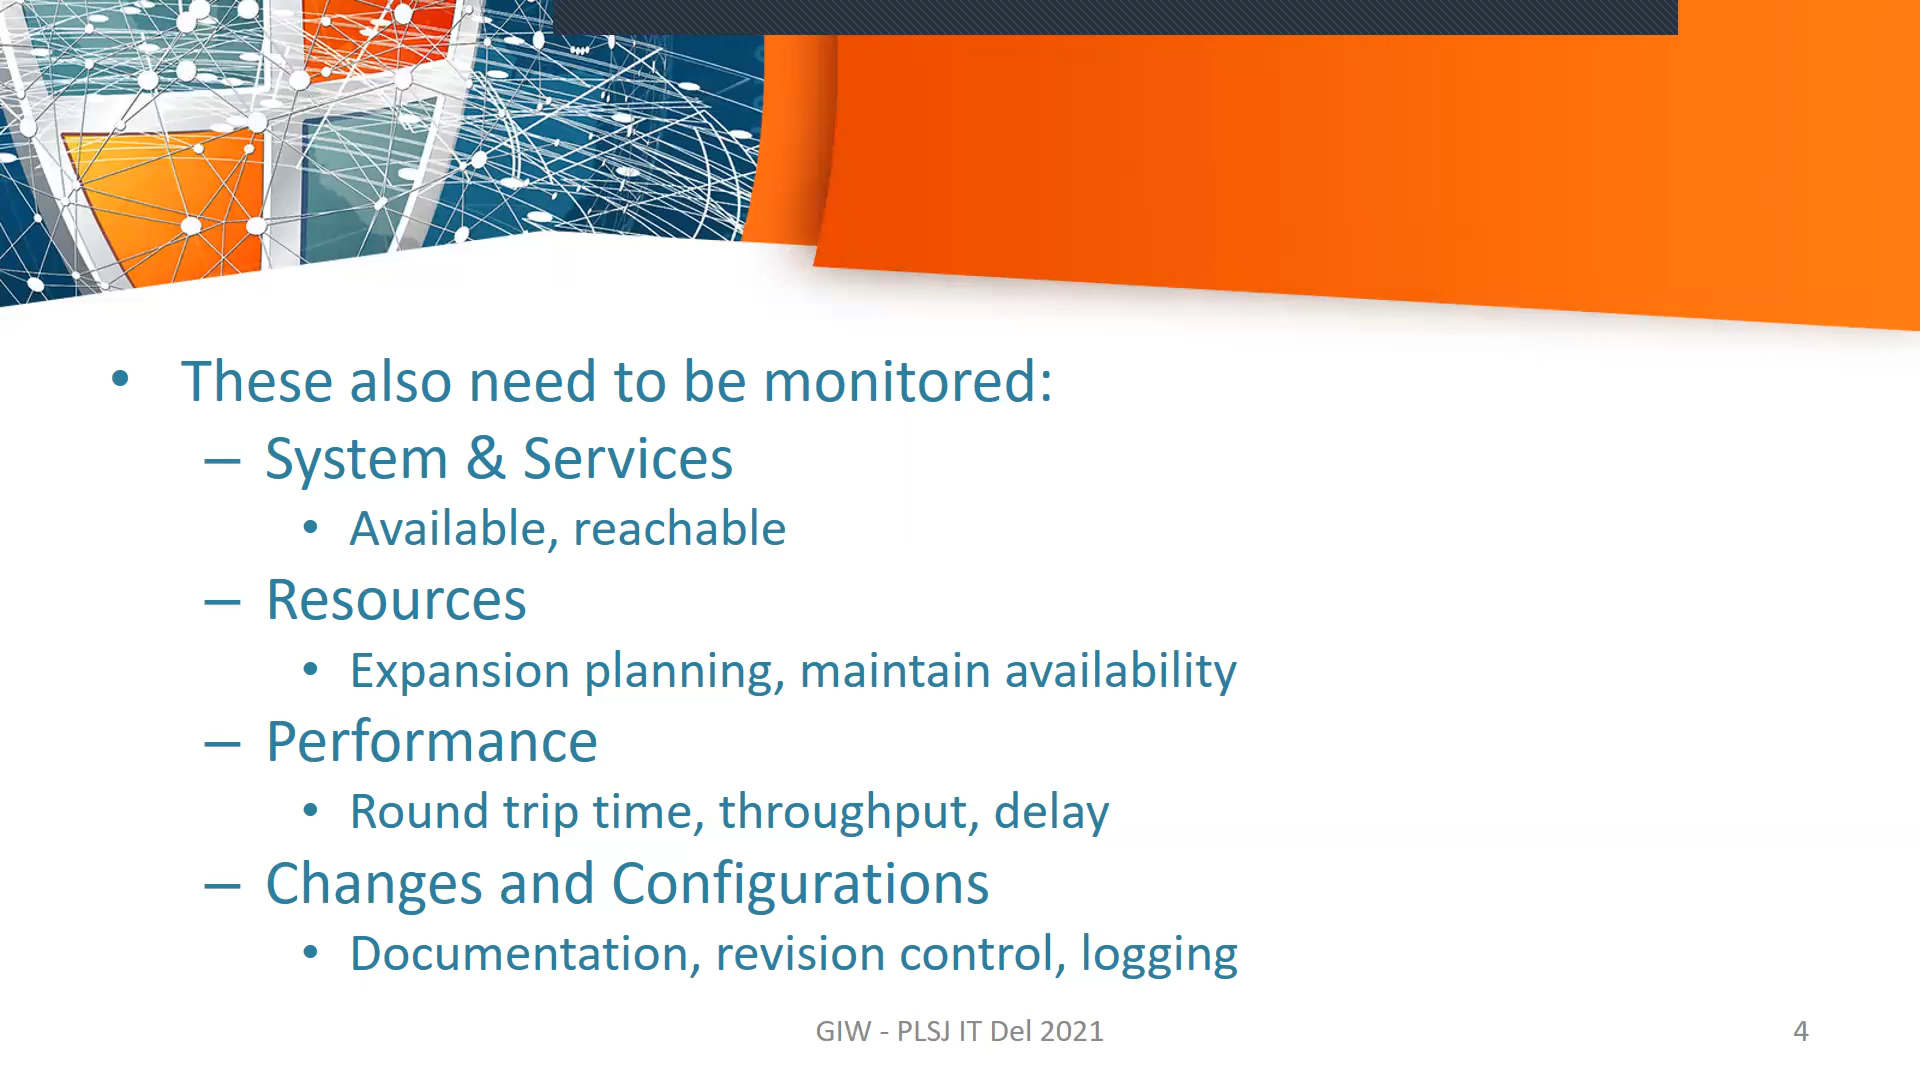 • These also need to be monitored:
– System & Services
• Available, reachable
– Resources
• Expansion planning, maintain availability
– Performance
• Round trip time, throughput, delay
– Changes and Configurations
• Documentation, revision control, logging
GIW - PLSJ IT Del 2021
4